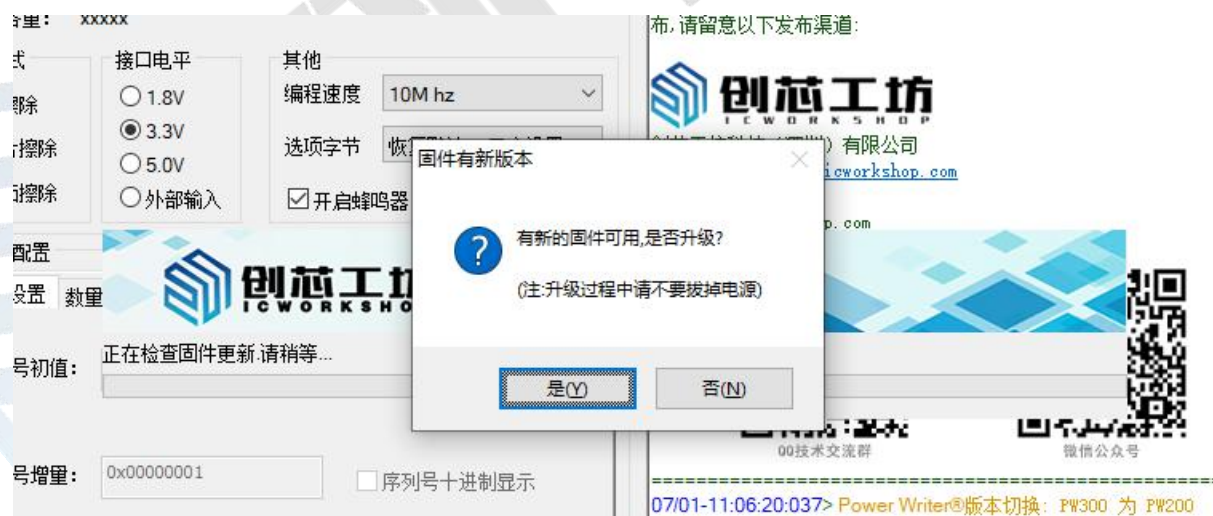 xxxxx
接口电平
1.8V
3.3V
5.0V
外部输入
其他
编程速度 10M hz
选项字节
开启蜂鸣器
布,请留意以下发布渠道:
创芯工坊
ICWORKSHOP
有限公司
icworkshop.com
p.com
固件有新版本
有新的固件可用,是否升级?
(注:升级过程中请不要拔掉电源)
是(Y) 否(N)
配置
设置 数量
创芯工坊
ICWORKSHO
正在检查固件更新.请稍等...
号初值:
QQ技术交流群 微信公众号
号增量: 0x00000001 序列号十进制显示
07/01-11:06:20:037> Power Writer®版本切换: PW300 为 PW200